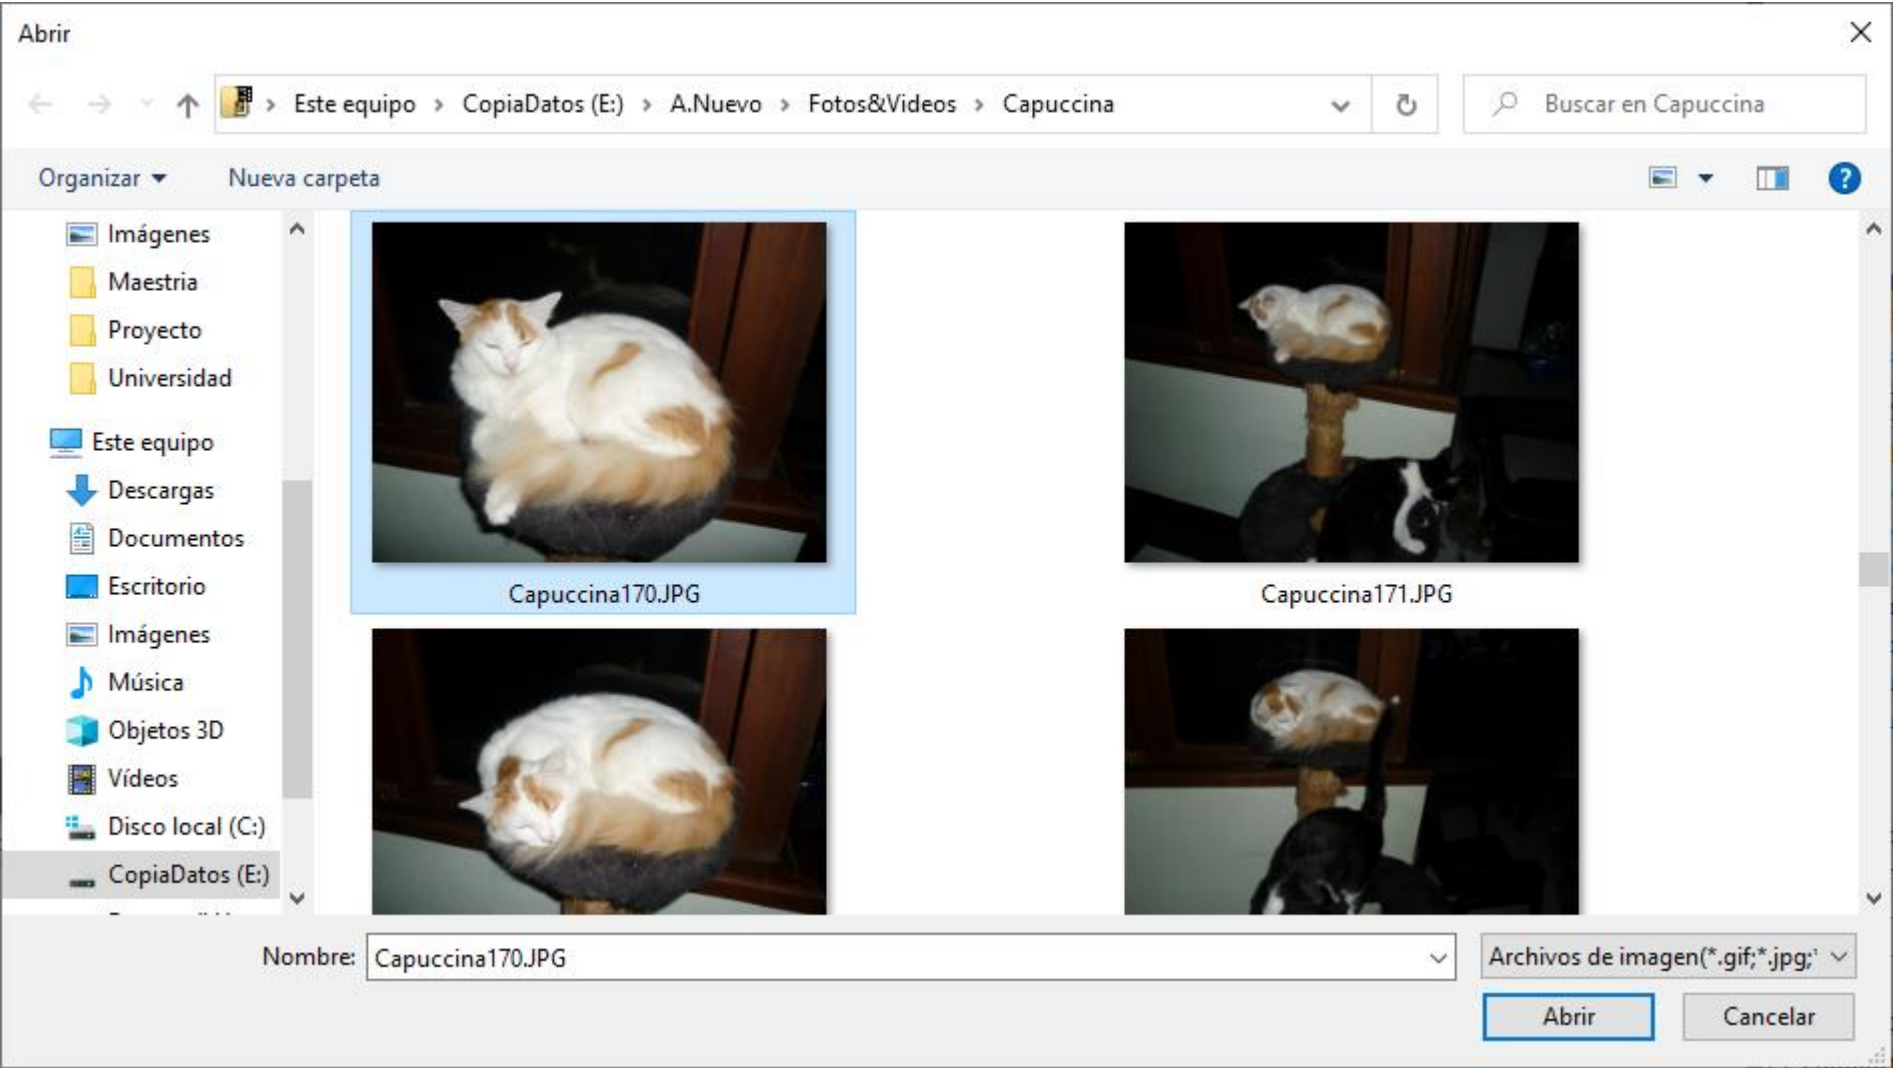 Abrir
Este equipo > CopiaDatos (E:) > A.Nuevo > Fotos&Videos > Capuccina
Buscar en Capuccina
Organizar
Nueva carpeta
?
Imágenes
Maestria
Proyecto
Universidad
Este equipo
Descargas
Documentos
Escritorio
Imágenes
Música
Objetos 3D
Vídeos
Disco local (C:)
CopiaDatos (E:)
Capuccina170.JPG
Capuccina171.JPG
Nombre: Capuccina170.JPG
Archivos de imagen(*.gif;*.jpg;*
Abrir
Cancelar